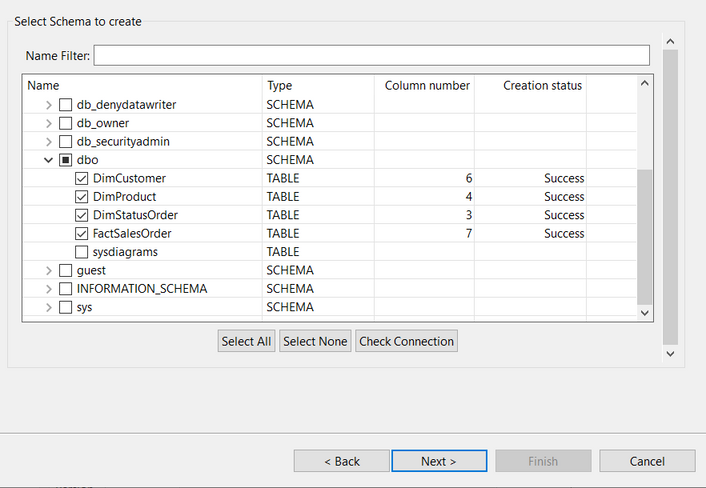 Select Schema to create
Name Filter:
Name Type Column number Creation status
db_denydatawriter SCHEMA
db_owner SCHEMA
db_securityadmin SCHEMA
dbo SCHEMA
DimCustomer TABLE 6 Success
DimProduct TABLE 4 Success
DimStatusOrder TABLE 3 Success
FactSalesOrder TABLE 7 Success
sysdiagrams TABLE
guest SCHEMA
INFORMATION_SCHEMA SCHEMA
sys SCHEMA
Select All Select None Check Connection
< Back Next > Finish Cancel